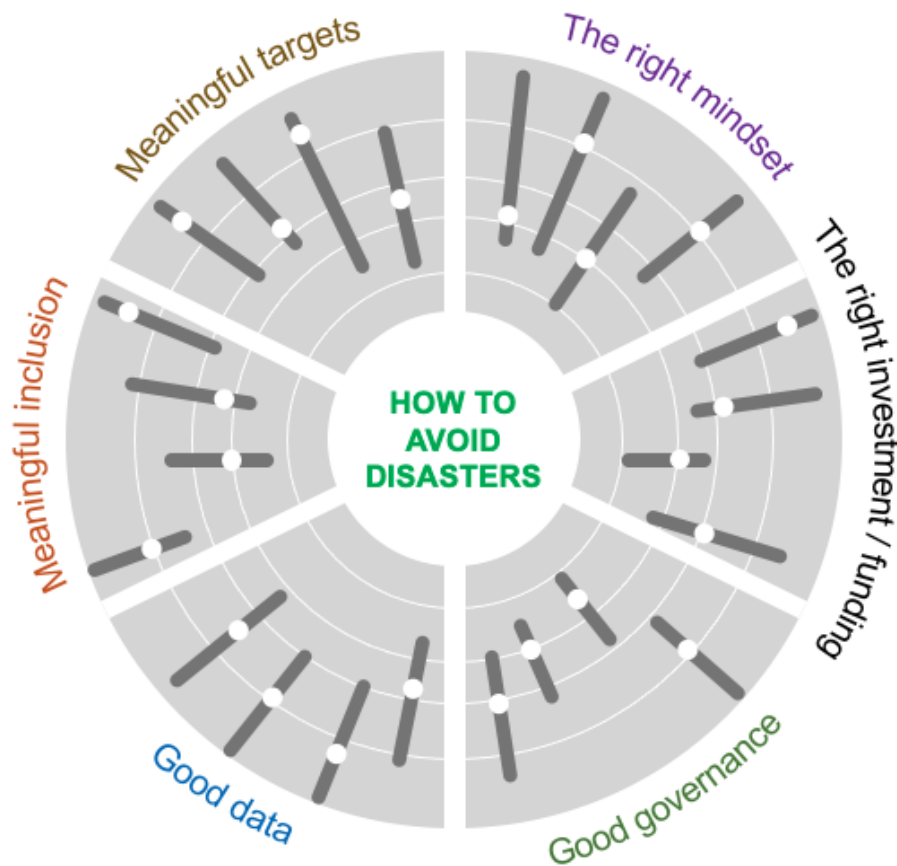 Meaningful targets
The right mindset
The right investment / funding
Meaningful inclusion
HOW TO
AVOID
DISASTERS
Good data
Good governance